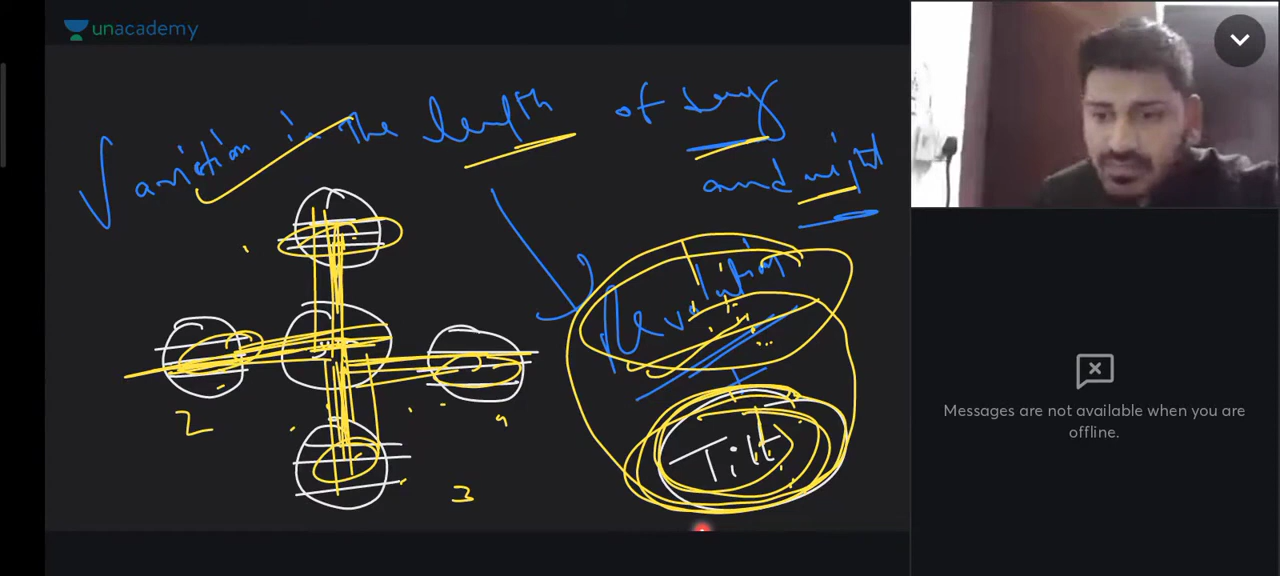 unacademy
Variation in the length of day
and night
Revolution
+
Tilt
2
3
Messages are not available when you are
offline.